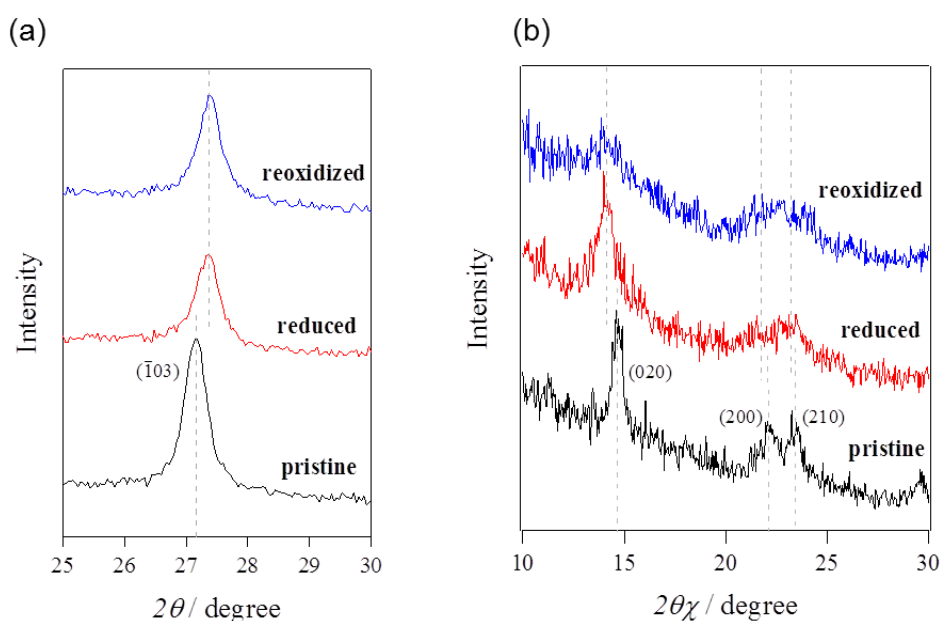 (a)
reoxidized
reduced
(1̅03)
pristine
Intensity
25 26 27 28 29 30
2θ / degree
(b)
reoxidized
reduced
(020)
(200) (210)
pristine
Intensity
10 15 20 25 30
2θχ / degree